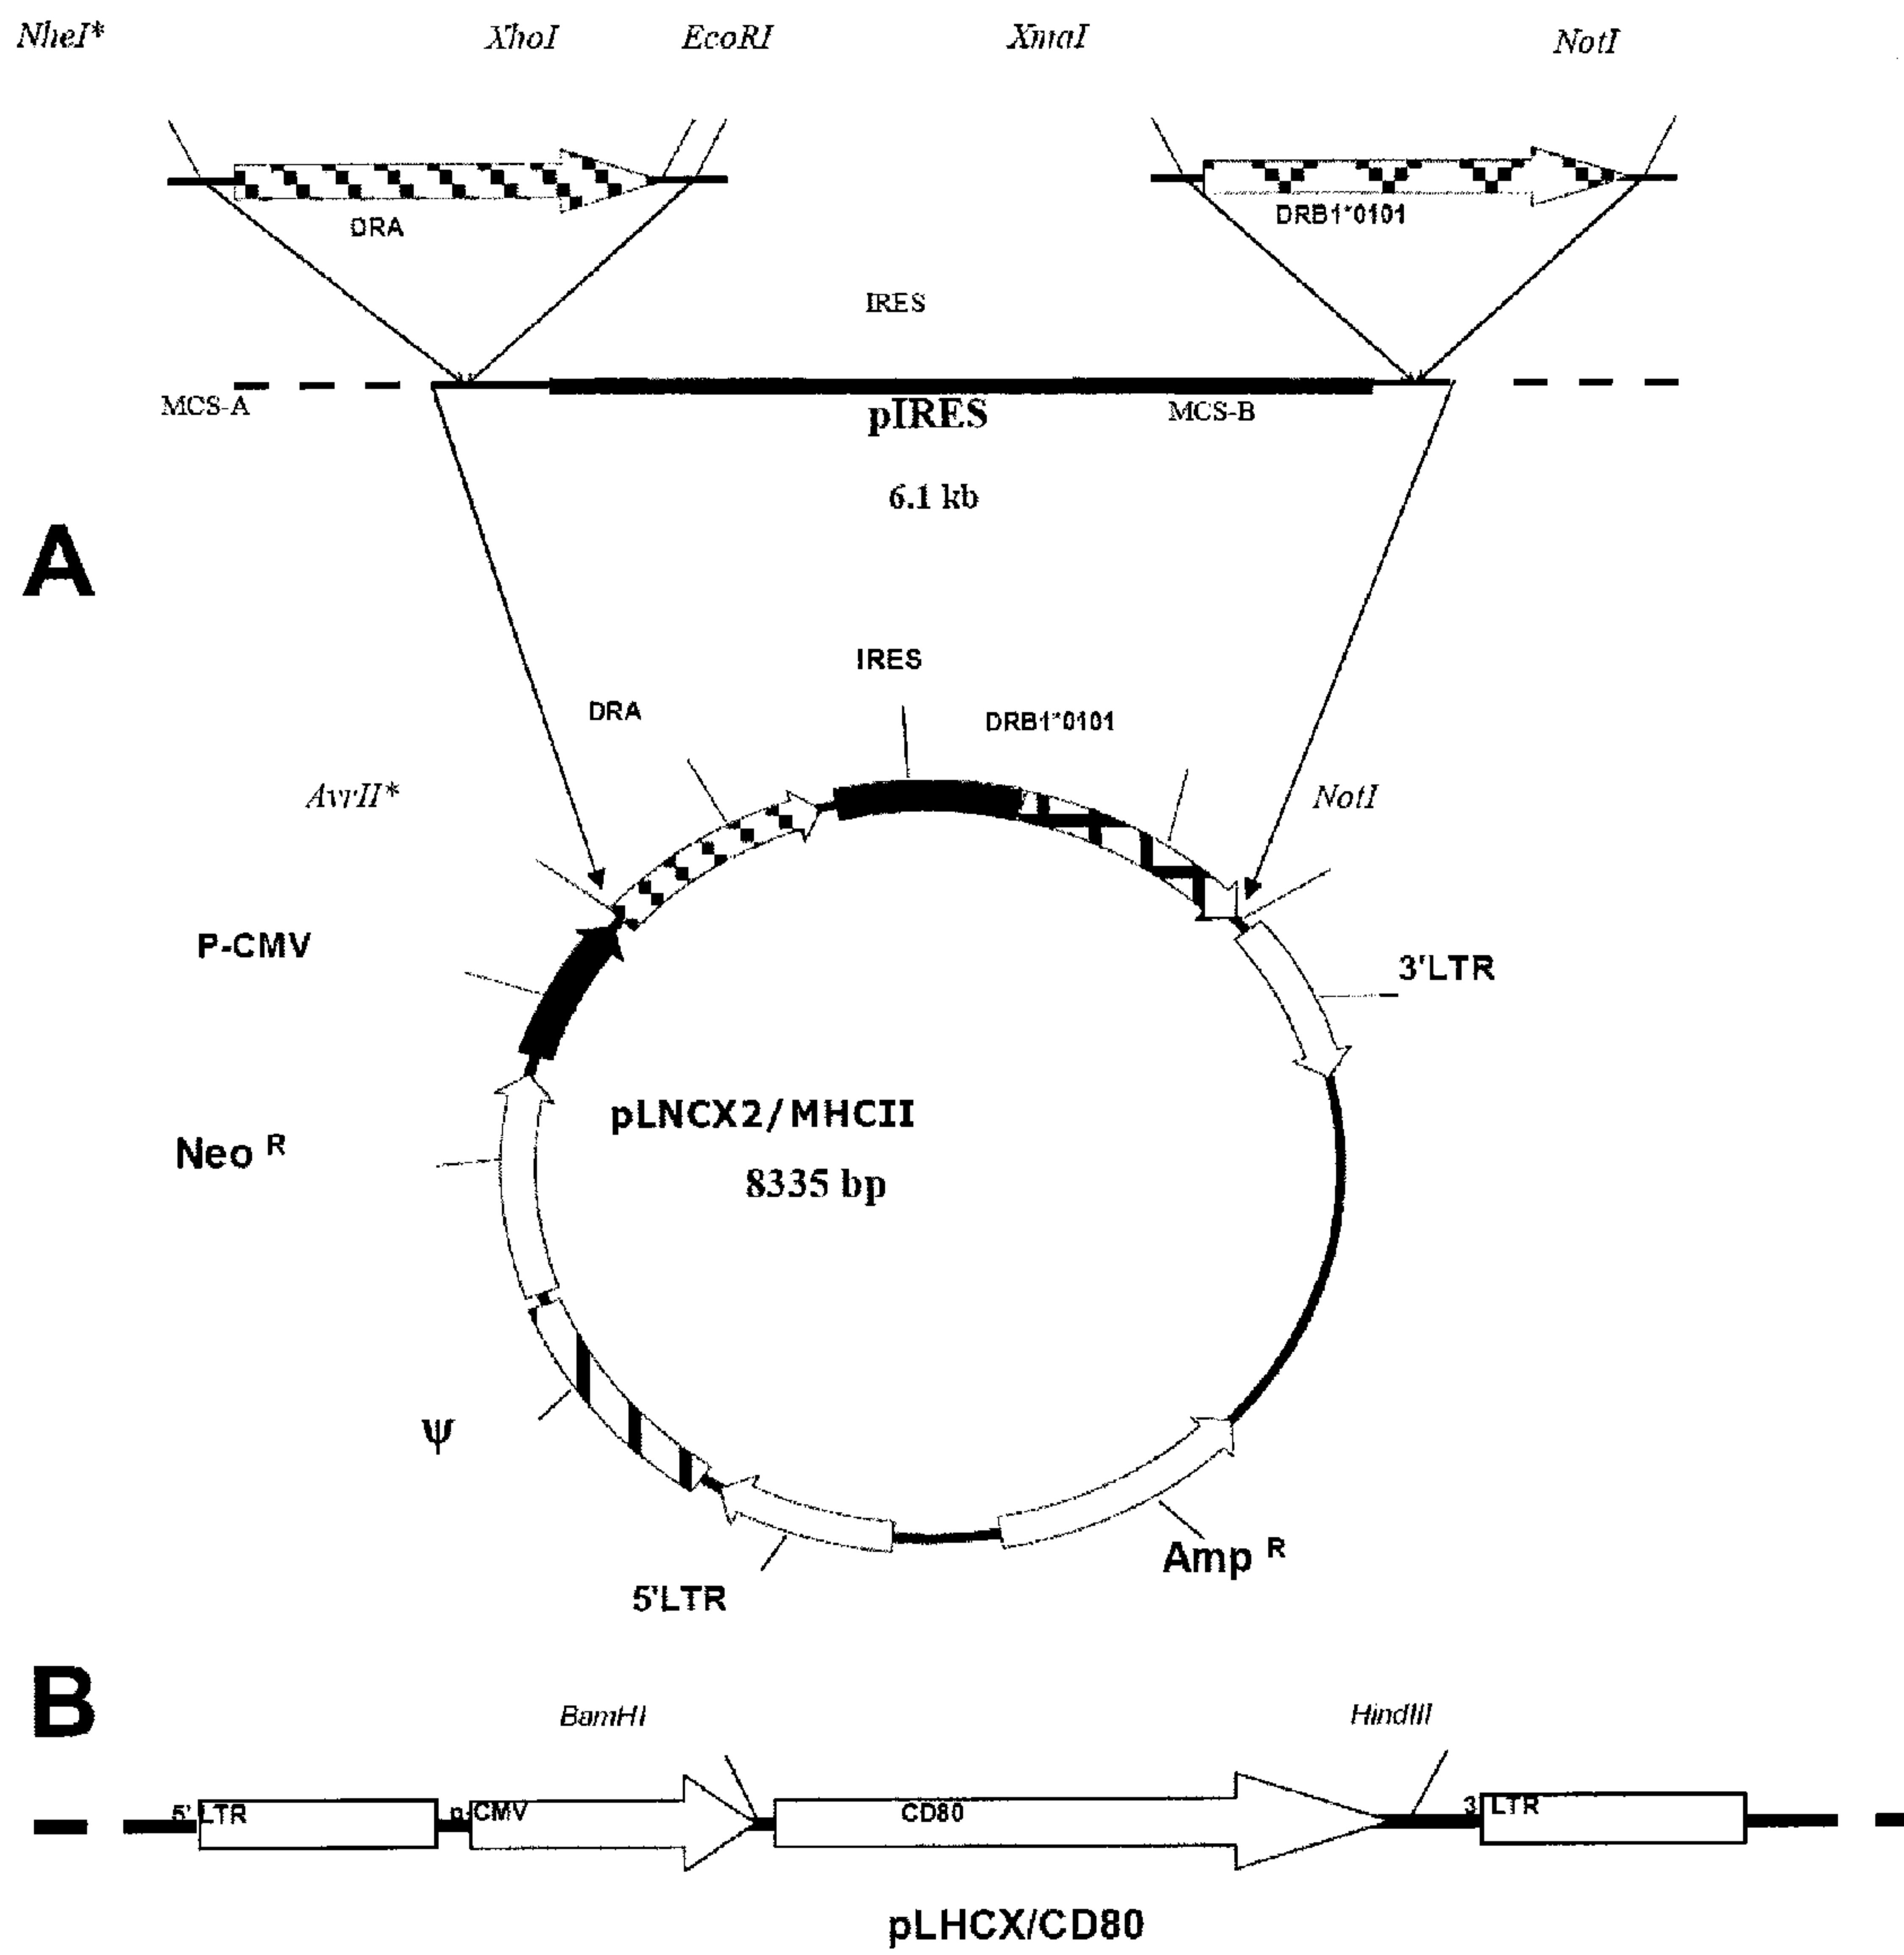 NheI* XhoI EcoRI XmaI NotI
DRA DRB1*0101
IRES
MCS-A pIRES MCS-B
6.1 kb
A
IRES
DRA DRB1*0101
AvrII* NotI
P-CMV 3'LTR
Neo R pLNCX2/MHCII
8335 bp
ψ
Amp R
5'LTR
B
BamHI HindIII
5' LTR p-CMV CD80 3' LTR
pLHCX/CD80